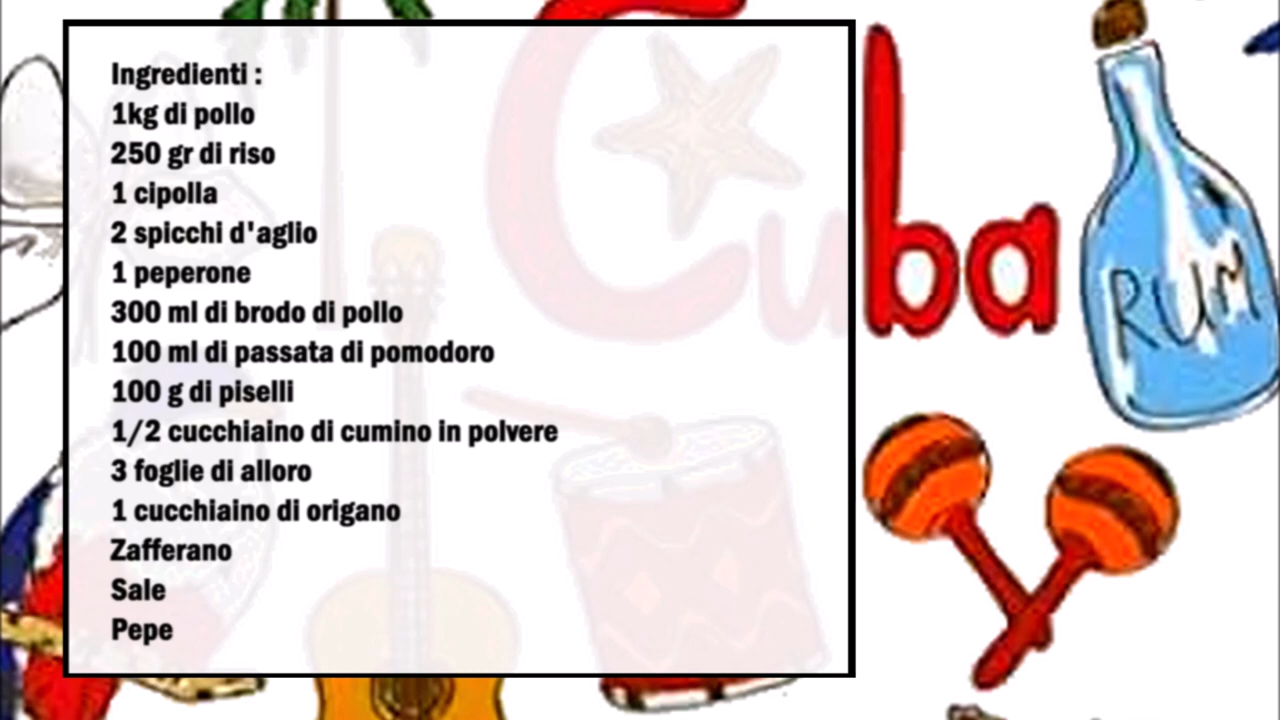 Ingredienti :
1kg di pollo
250 gr di riso
1 cipolla
2 spicchi d'aglio
1 peperone
300 ml di brodo di pollo
100 ml di passata di pomodoro
100 g di piselli
1/2 cucchiaino di cumino in polvere
3 foglie di alloro
1 cucchiaino di origano
Zafferano
Sale
Pepe
Cuba
RUM